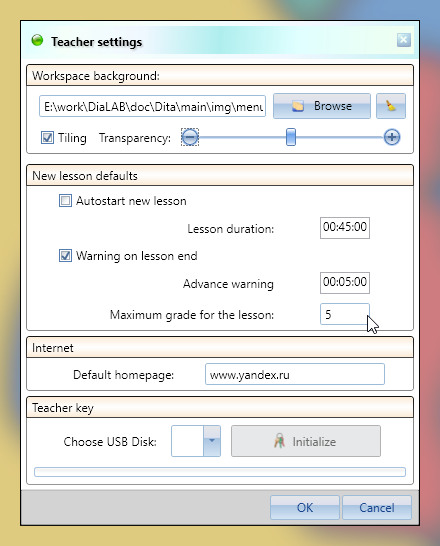 Teacher settings
Workspace background:
E:\work\DiaLAB\doc\Dita\main\img\menu
Browse
Tiling Transparency:
New lesson defaults
Autostart new lesson
Lesson duration: 00:45:00
Warning on lesson end
Advance warning 00:05:00
Maximum grade for the lesson: 5
Internet
Default homepage: www.yandex.ru
Teacher key
Choose USB Disk: Initialize
OK Cancel